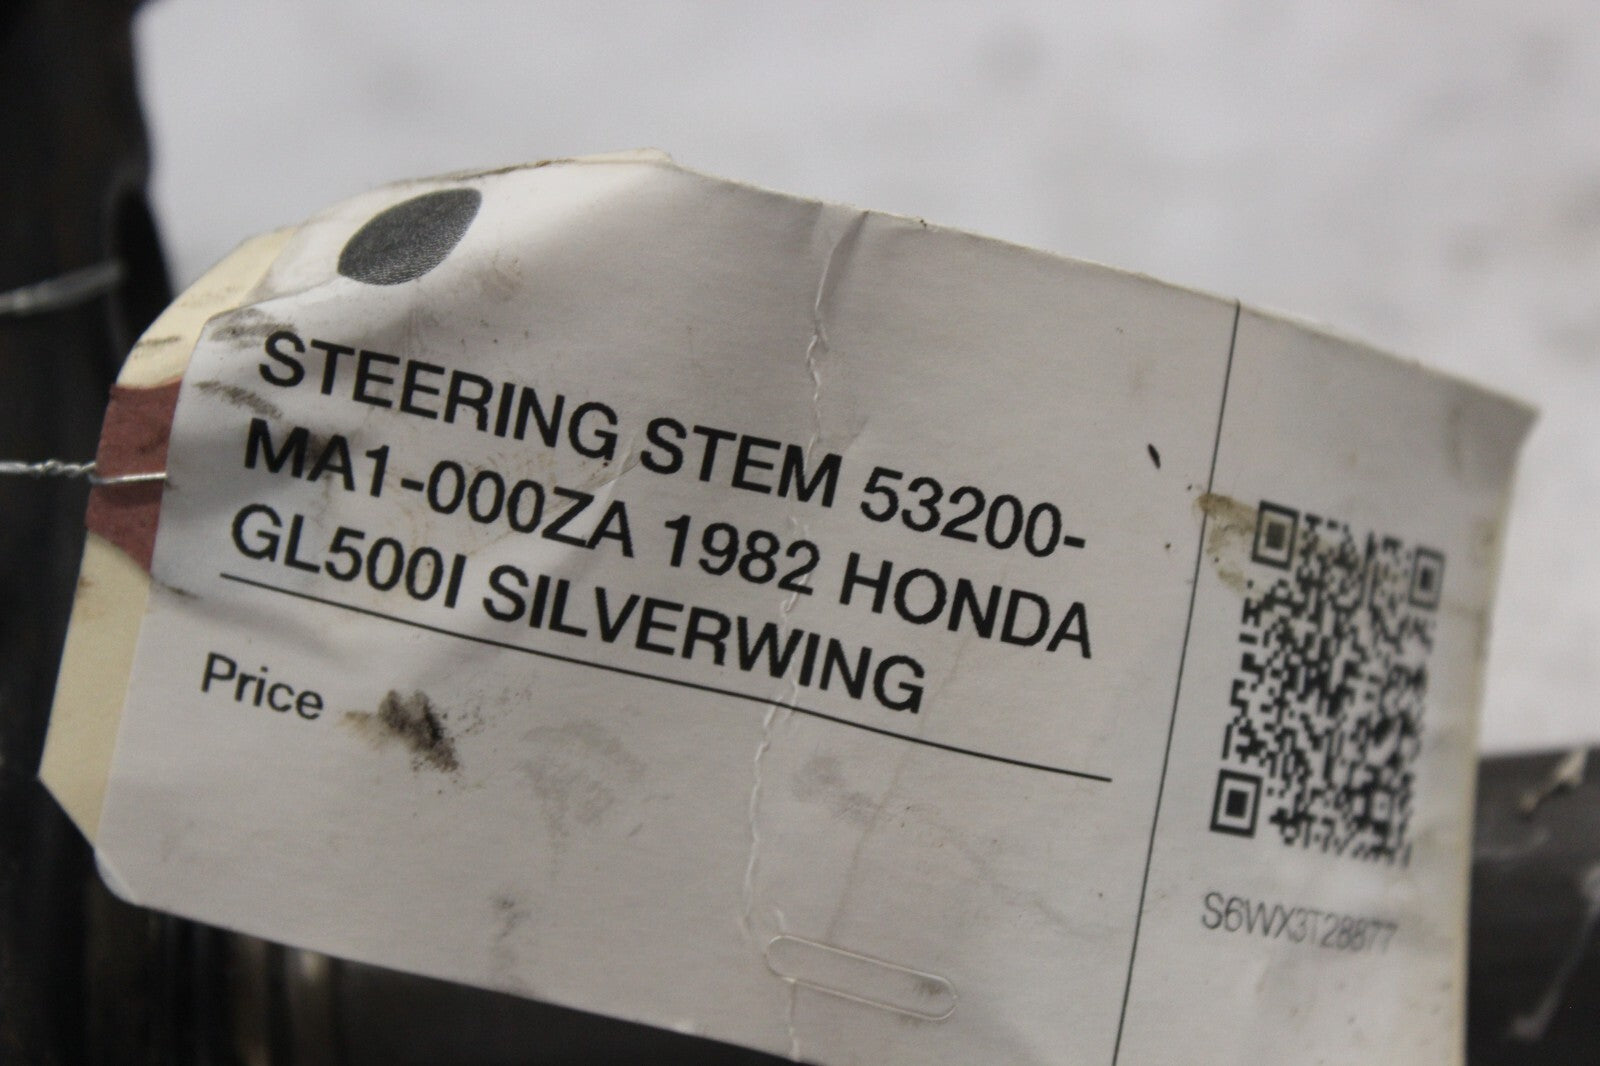 STEERING STEM 53200-
MA1-000ZA 1982 HONDA
GL500I SILVERWING
Price
S6WX3T28877